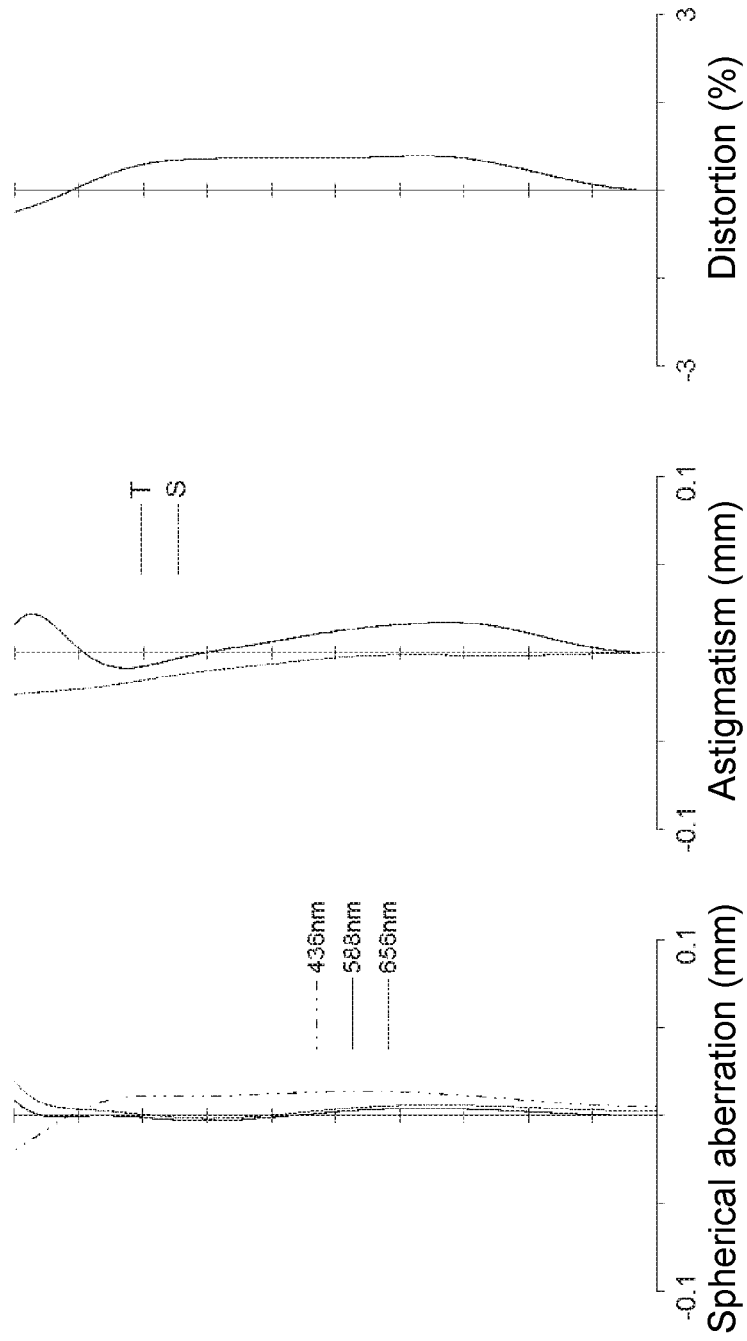 436nm
588nm
656nm
-0.1
0.1
Spherical aberration (mm)
T
S
-0.1
0.1
Astigmatism (mm)
-3
3
Distortion (%)